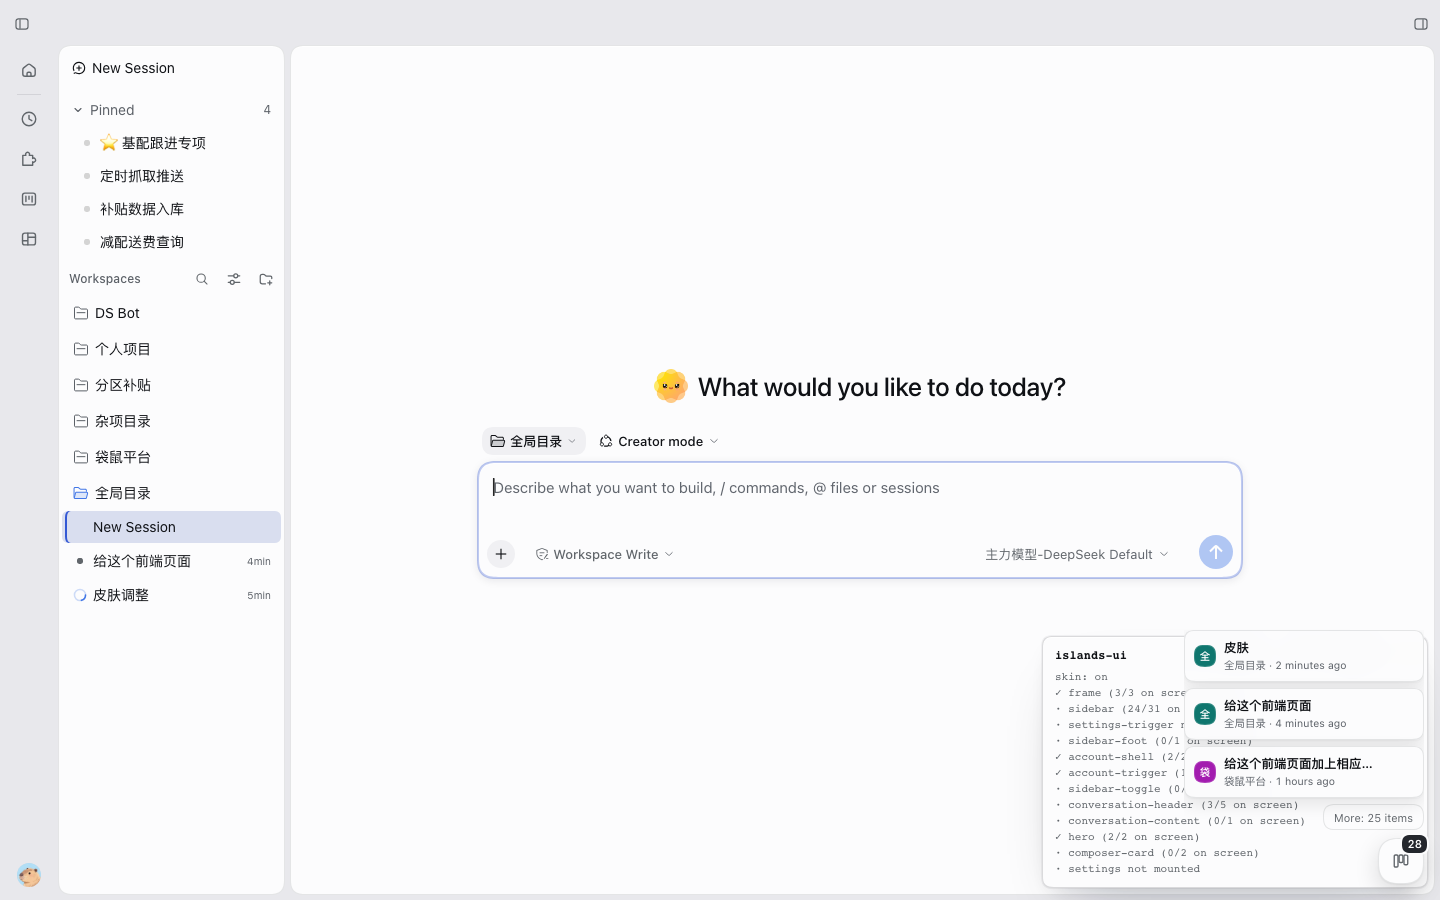 New Session
Pinned 4
⭐ 基配跟进专项
定时抓取推送
补贴数据入库
减配送费查询
Workspaces
DS Bot
个人项目
分区补贴
杂项目录
袋鼠平台
全局目录
New Session
给这个前端页面 4min
皮肤调整 5min
What would you like to do today?
全局目录 Creator mode
Describe what you want to build, / commands, @ files or sessions
Workspace Write 主力模型-DeepSeek Default
islands-ui
skin: on
✓ frame (3/3 on
· sidebar (24/31 on
· settings-trigger
· sidebar-foot (0/1 on screen)
✓ account-shell (2/2
✓ account-trigger
· sidebar-toggle
· conversation-header (3/5 on screen)
· conversation-content (0/1 on screen)
✓ hero (2/2 on screen)
· composer-card (0/2 on screen)
· settings not mounted
全 皮肤
全局目录 · 2 minutes ago
全 给这个前端页面
全局目录 · 4 minutes ago
袋 给这个前端页面加上相应...
袋鼠平台 · 1 hours ago
More: 25 items
28